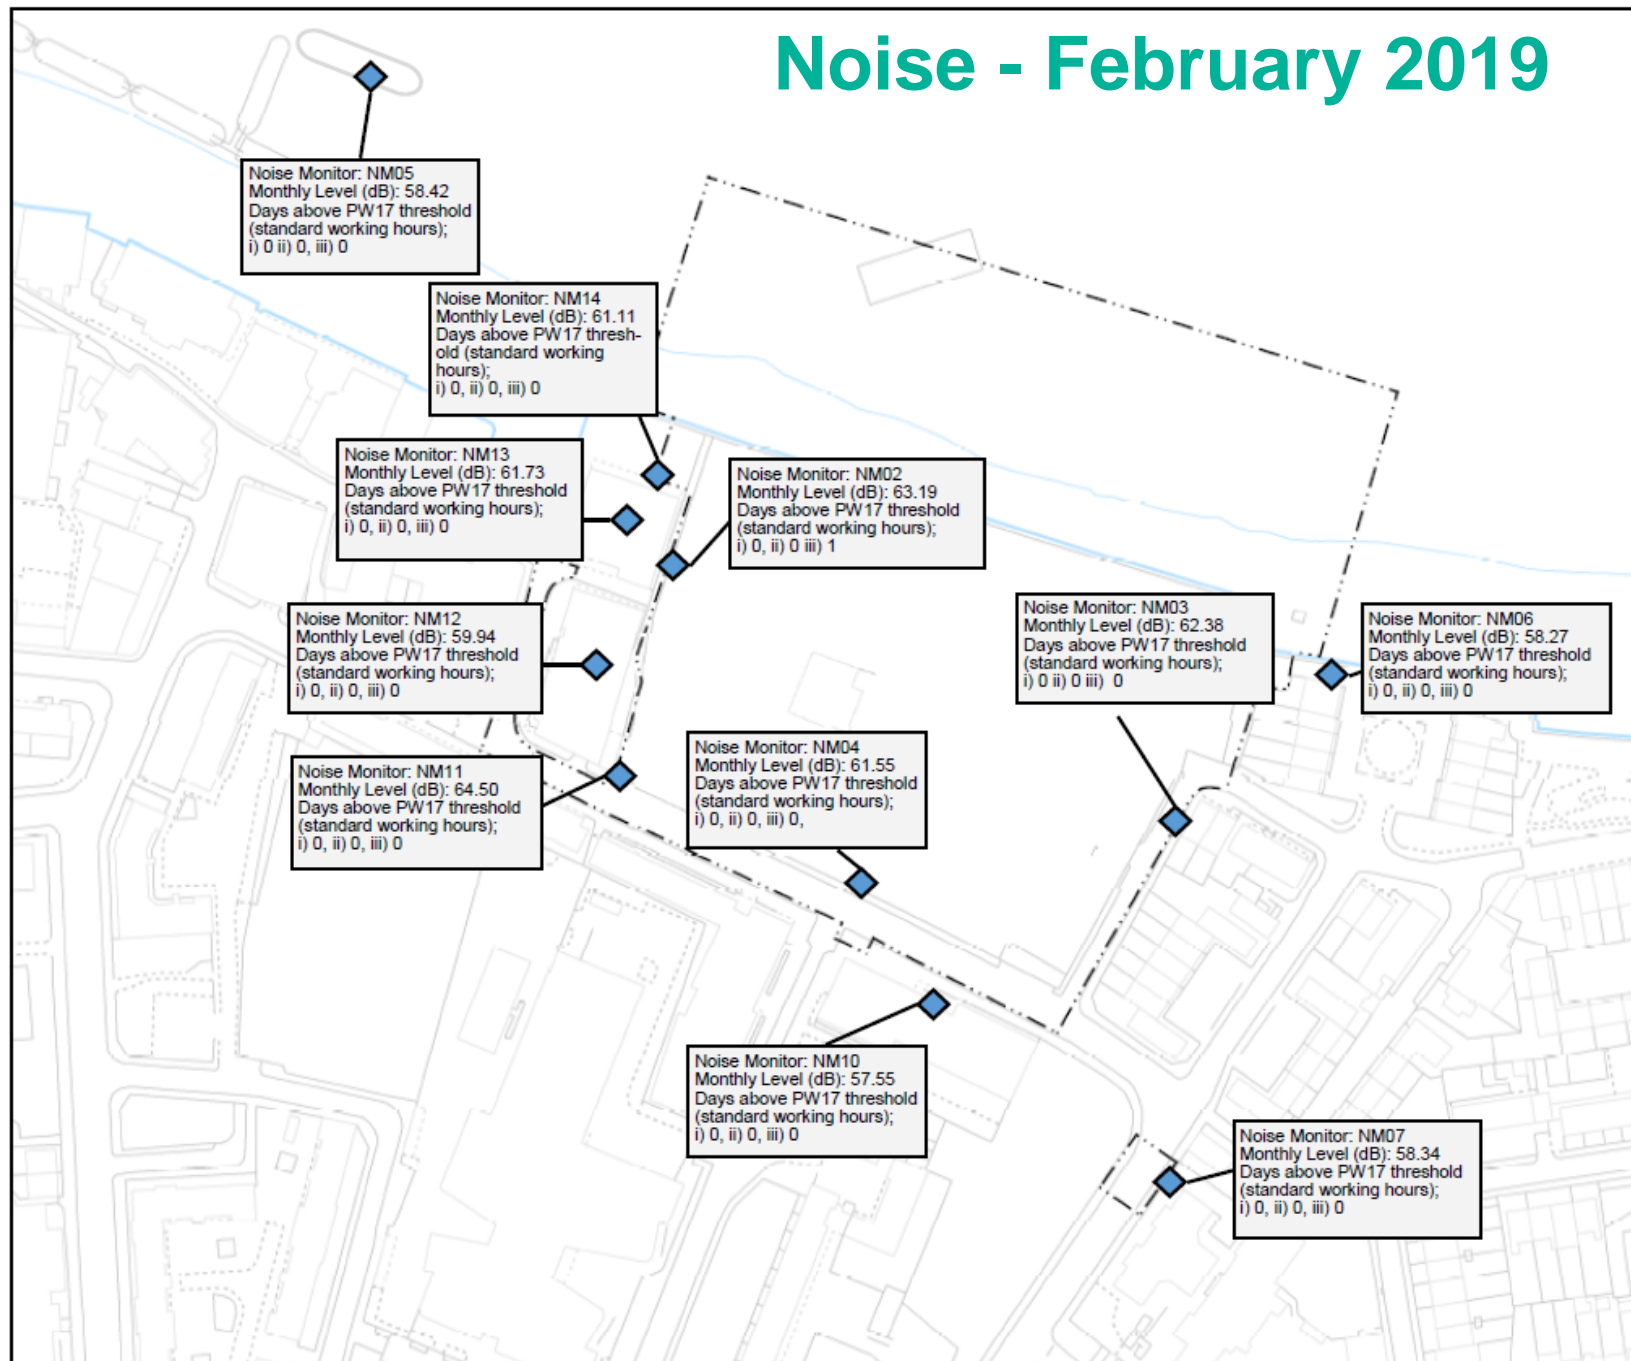 Noise - February 2019
Noise Monitor: NM05
Monthly Level (dB): 58.42
Days above PW17 threshold
(standard working hours);
i) 0 ii) 0, iii) 0
Noise Monitor: NM14
Monthly Level (dB): 61.11
Days above PW17 thresh-
old (standard working
hours);
i) 0, ii) 0, iii) 0
Noise Monitor: NM13
Monthly Level (dB): 61.73
Days above PW17 threshold
(standard working hours);
i) 0, ii) 0, iii) 0
Noise Monitor: NM02
Monthly Level (dB): 63.19
Days above PW17 threshold
(standard working hours);
i) 0, ii) 0 iii) 1
Noise Monitor: NM12
Monthly Level (dB): 59.94
Days above PW17 threshold
(standard working hours);
i) 0, ii) 0, iii) 0
Noise Monitor: NM03
Monthly Level (dB): 62.38
Days above PW17 threshold
(standard working hours);
i) 0 ii) 0 iii) 0
Noise Monitor: NM06
Monthly Level (dB): 58.27
Days above PW17 threshold
(standard working hours);
i) 0, ii) 0, iii) 0
Noise Monitor: NM11
Monthly Level (dB): 64.50
Days above PW17 threshold
(standard working hours);
i) 0, ii) 0, iii) 0
Noise Monitor: NM04
Monthly Level (dB): 61.55
Days above PW17 threshold
(standard working hours);
i) 0, ii) 0, iii) 0,
Noise Monitor: NM10
Monthly Level (dB): 57.55
Days above PW17 threshold
(standard working hours);
i) 0, ii) 0, iii) 0
Noise Monitor: NM07
Monthly Level (dB): 58.34
Days above PW17 threshold
(standard working hours);
i) 0, ii) 0, iii) 0